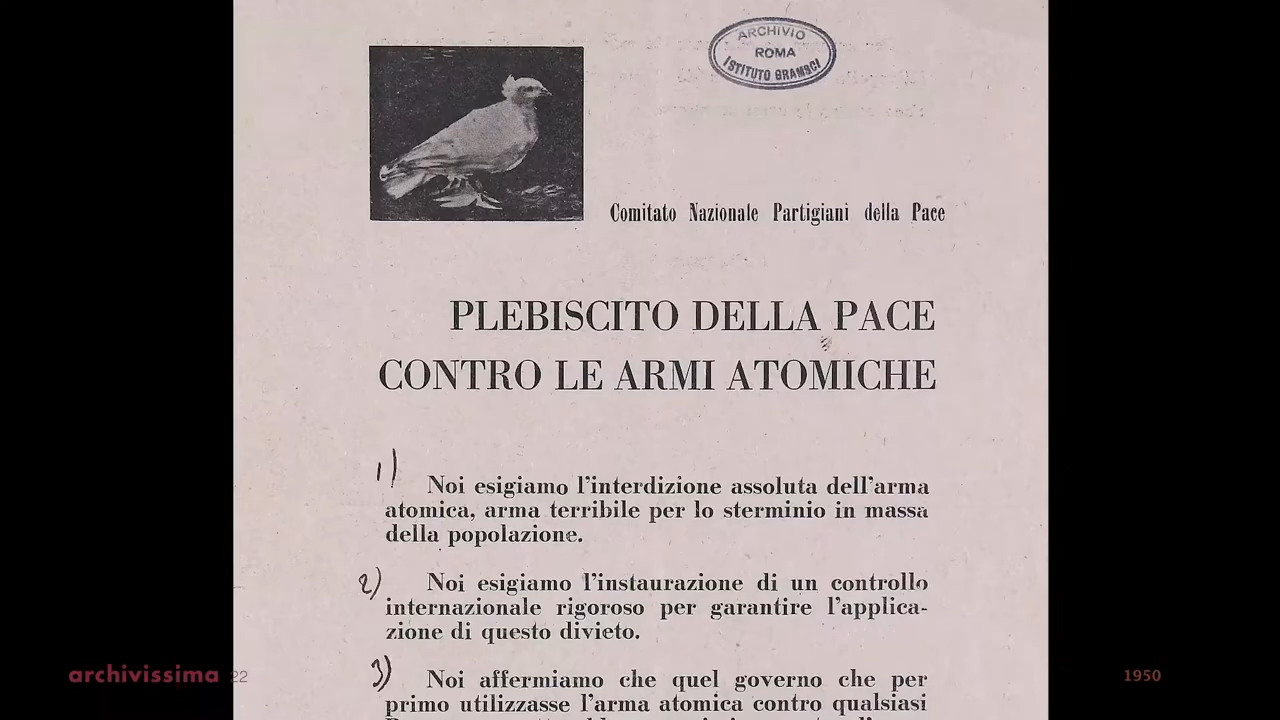 ARCHIVIO
ROMA
ISTITUTO GRAMSCI
Comitato Nazionale Partigiani della Pace
PLEBISCITO DELLA PACE
CONTRO LE ARMI ATOMICHE
1)
Noi esigiamo l'interdizione assoluta dell'arma
atomica, arma terribile per lo sterminio in massa
della popolazione.
2)
Noi esigiamo l'instaurazione di un controllo
internazionale rigoroso per garantire l'applica-
zione di questo divieto.
3)
Noi affermiamo che quel governo che per
primo utilizzasse l'arma atomica contro qualsiasi
archivissima 22
1950